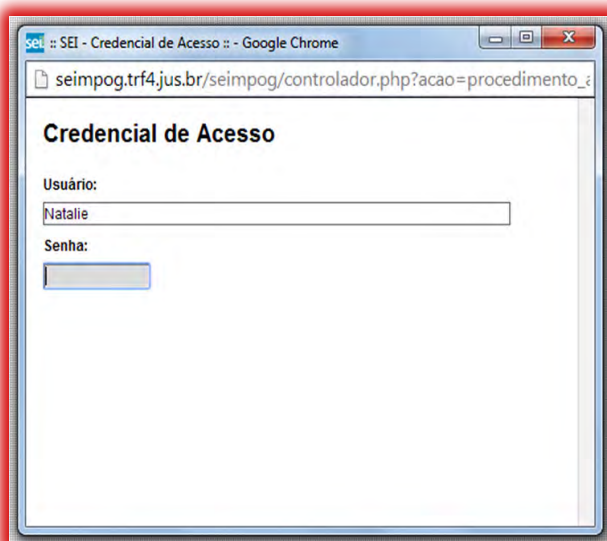 sei :: SEI - Credencial de Acesso :: - Google Chrome
seimpog.trf4.jus.br/seimpog/controlador.php?acao=procedimento_a
Credencial de Acesso
Usuário:
Natalie
Senha: